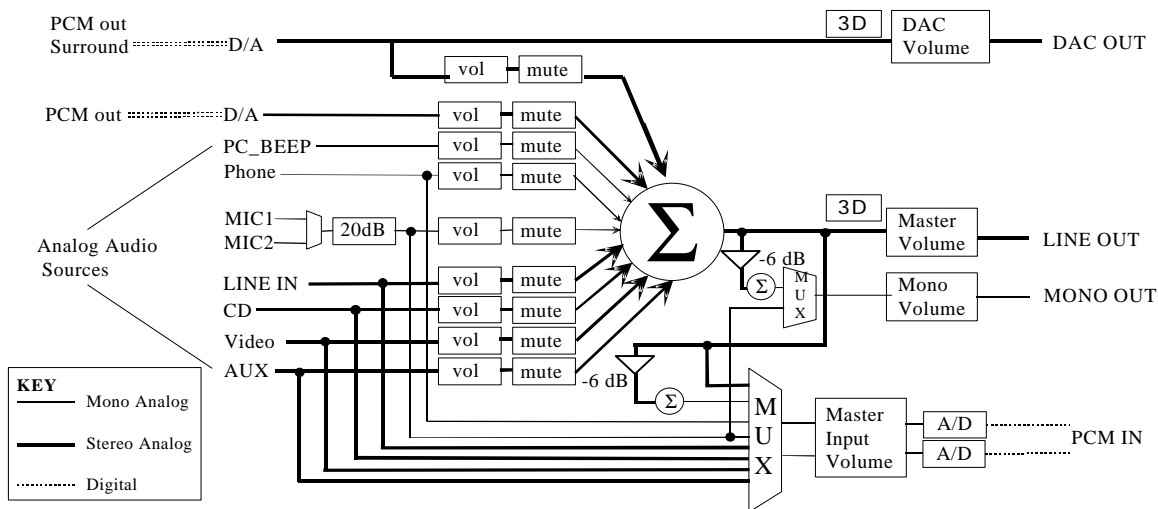 PCM out
Surround
D/A
3D
DAC
Volume
DAC OUT
vol
mute
PCM out
D/A
vol
mute
PC_BEEP
vol
mute
Phone
vol
mute
MIC1
MIC2
20dB
vol
mute
Σ
3D
Master
Volume
LINE OUT
Analog Audio
Sources
-6 dB
Σ
M
U
X
Mono
Volume
MONO OUT
LINE IN
vol
mute
CD
vol
mute
Video
vol
mute
AUX
vol
mute
-6 dB
Σ
M
U
X
Master
Input
Volume
A/D
A/D
PCM IN
KEY
Mono Analog
Stereo Analog
Digital